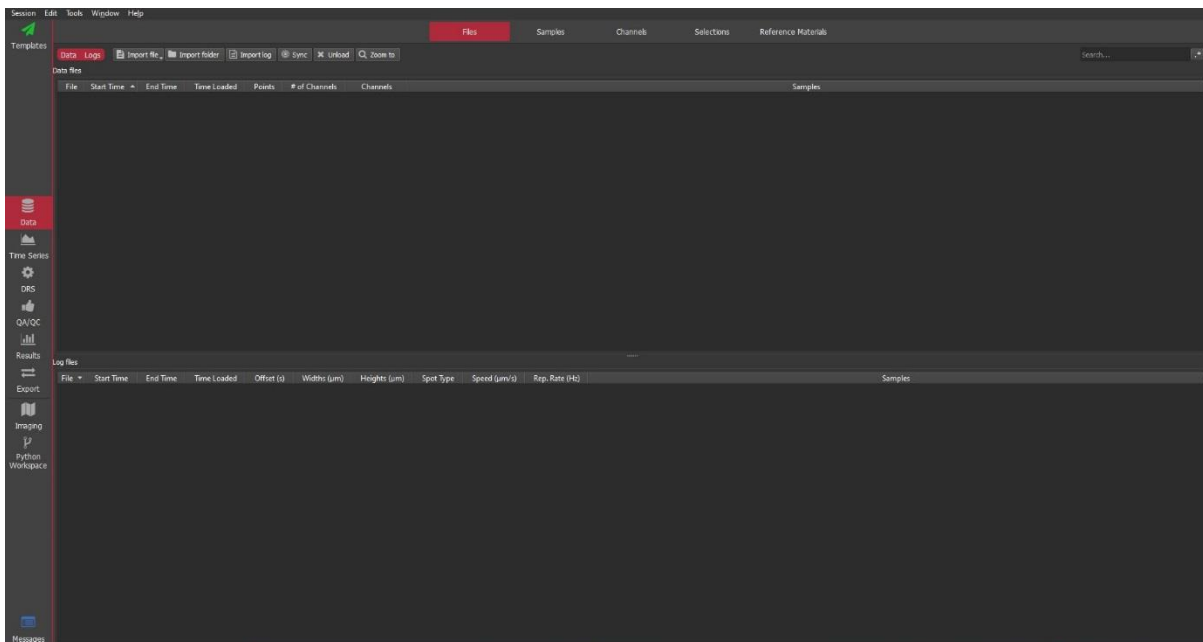 Session Edit Tools Window Help
Templates
Files Samples Channels Selections Reference Materials
Data Logs Import file Import folder Import log Sync Unload Zoom to Search...
Data files
File Start Time End Time Time Loaded Points # of Channels Channels Samples
Data
Time Series
DRS
QA/QC
Results
Export
Imaging
Python
Workspace
Log files
File Start Time End Time Time Loaded Offset (s) Widths (µm) Heights (µm) Spot Type Speed (µm/s) Rep. Rate (Hz) Samples
Messages